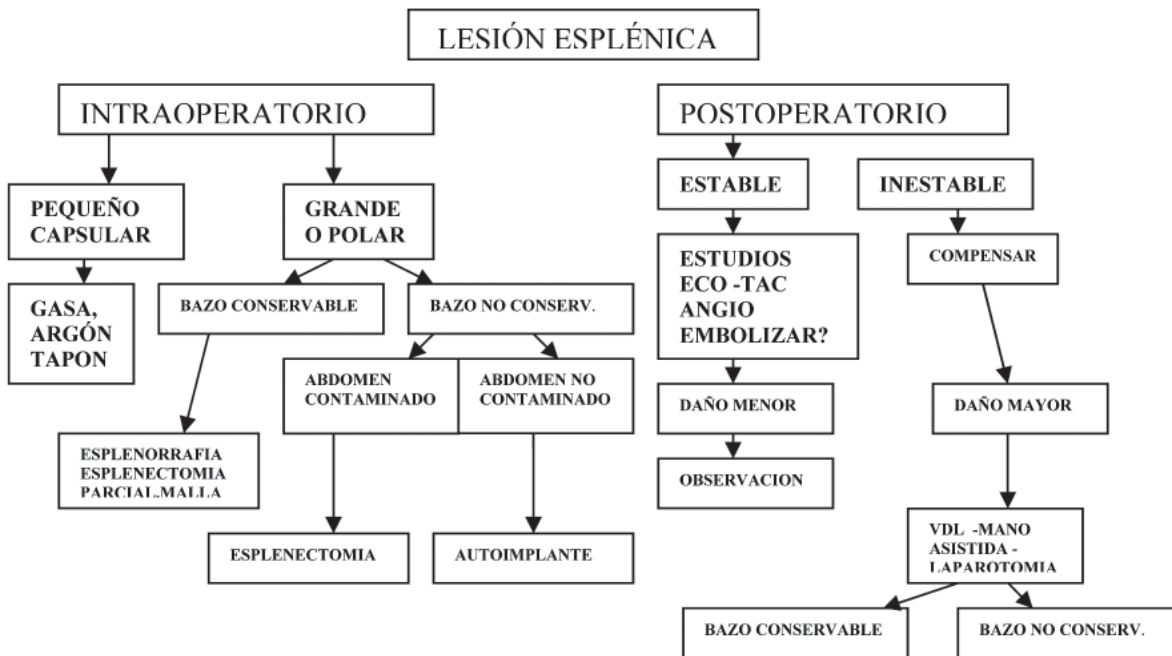 LESIÓN ESPLÉNICA
INTRAOPERATORIO
PEQUEÑO
CAPSULAR
GASA,
ARGÓN
TAPON
GRANDE
O POLAR
BAZO CONSERVABLE
ESPLENORRAFIA
ESPLENECTOMIA
PARCIAL.MALLA
BAZO NO CONSERV.
ABDOMEN
CONTAMINADO
ESPLENECTOMIA
ABDOMEN NO
CONTAMINADO
AUTOIMPLANTE
POSTOPERATORIO
ESTABLE
ESTUDIOS
ECO -TAC
ANGIO
EMBOLIZAR?
DAÑO MENOR
OBSERVACION
INESTABLE
COMPENSAR
DAÑO MAYOR
VDL -MANO
ASISTIDA -
LAPAROTOMIA
BAZO CONSERVABLE
BAZO NO CONSERV.